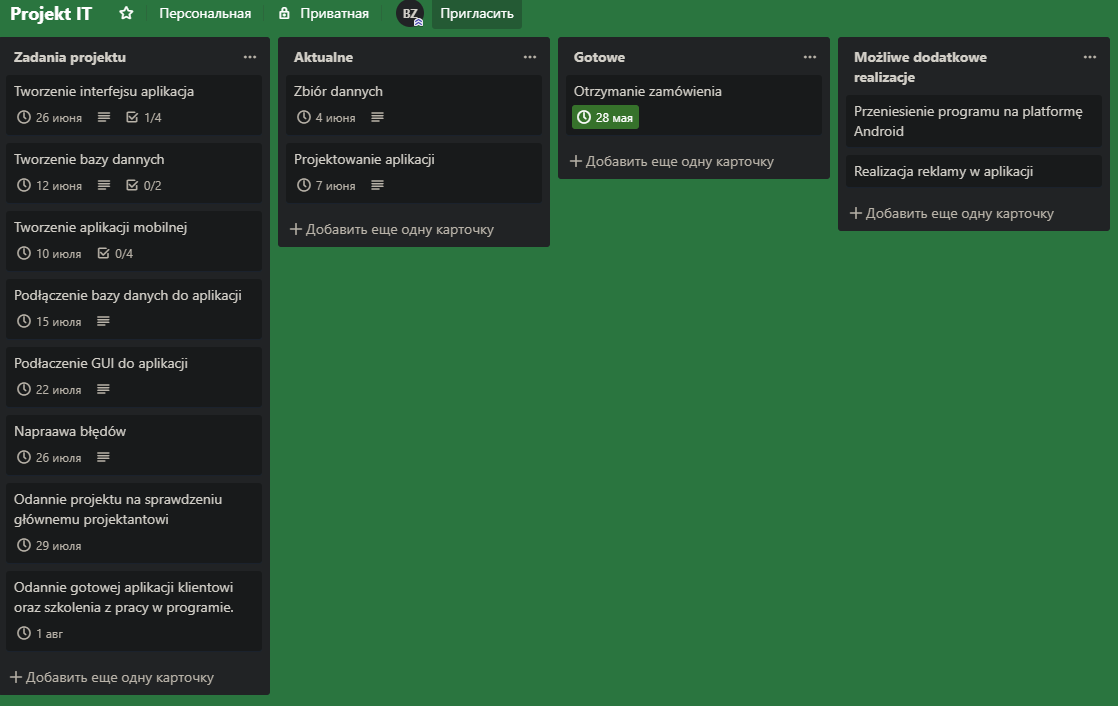 Projekt IT
Персональная
Приватная
BZ
Пригласить
Zadania projektu
Tworzenie interfejsu aplikacja
26 июня
1/4
Tworzenie bazy dannych
12 июня
0/2
Tworzenie aplikacji mobilnej
10 июля
0/4
Podłączenie bazy danych do aplikacji
15 июля
Podłaczenie GUI do aplikacji
22 июля
Napraawa błędów
26 июля
Odannie projektu na sprawdzeniu
głównemu projektantowi
29 июля
Odannie gotowej aplikacji klientowi
oraz szkolenia z pracy w programie.
1 авг
Добавить еще одну карточку
Aktualne
Zbiór dannych
4 июня
Projektowanie aplikacji
7 июня
Добавить еще одну карточку
Gotowe
Otrzymanie zamówienia
28 мая
Добавить еще одну карточку
Możliwe dodatkowe
realizacje
Przeniesienie programu na platformę
Android
Realizacja reklamy w aplikacji
Добавить еще одну карточку